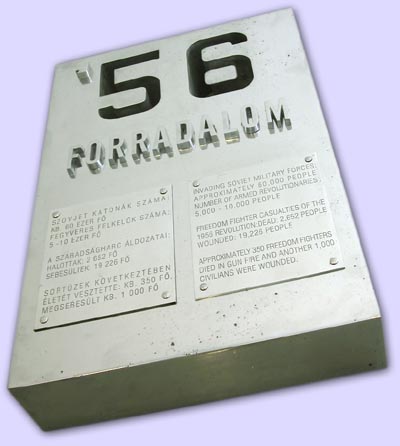 '56
FORRADALOM
SZOVJET KATONÁK SZÁMA:
KB. 60 EZER FŐ
FEGYVERES FELKELŐK SZÁMA:
5 - 10 EZER FŐ
A SZABADSÁGHARC ÁLDOZATAI:
HALOTTAK: 2 652 FŐ
SEBESÜLTEK: 19 226 FŐ
SORTÜZEK KÖVETKEZTÉBEN
ÉLETÉT VESZTETTE: KB. 350 FŐ,
MEGSEBESÜLT KB. 1 000 FŐ
INVADING SOVIET MILITARY FORCES:
APPROXIMATELY 60,000 PEOPLE
NUMBER OF ARMED REVOLUTIONARIES:
5,000 - 10,000 PEOPLE
FREEDOM FIGHTER CASUALTIES OF THE
1956 REVOLUTION:DEAD: 2,652 PEOPLE
WOUNDED: 19,226 PEOPLE
APPROXIMATELY 350 FREEDOM FIGHTERS
DIED IN GUN FIRE AND ANOTHER 1,000
CIVILIANS WERE WOUNDED.